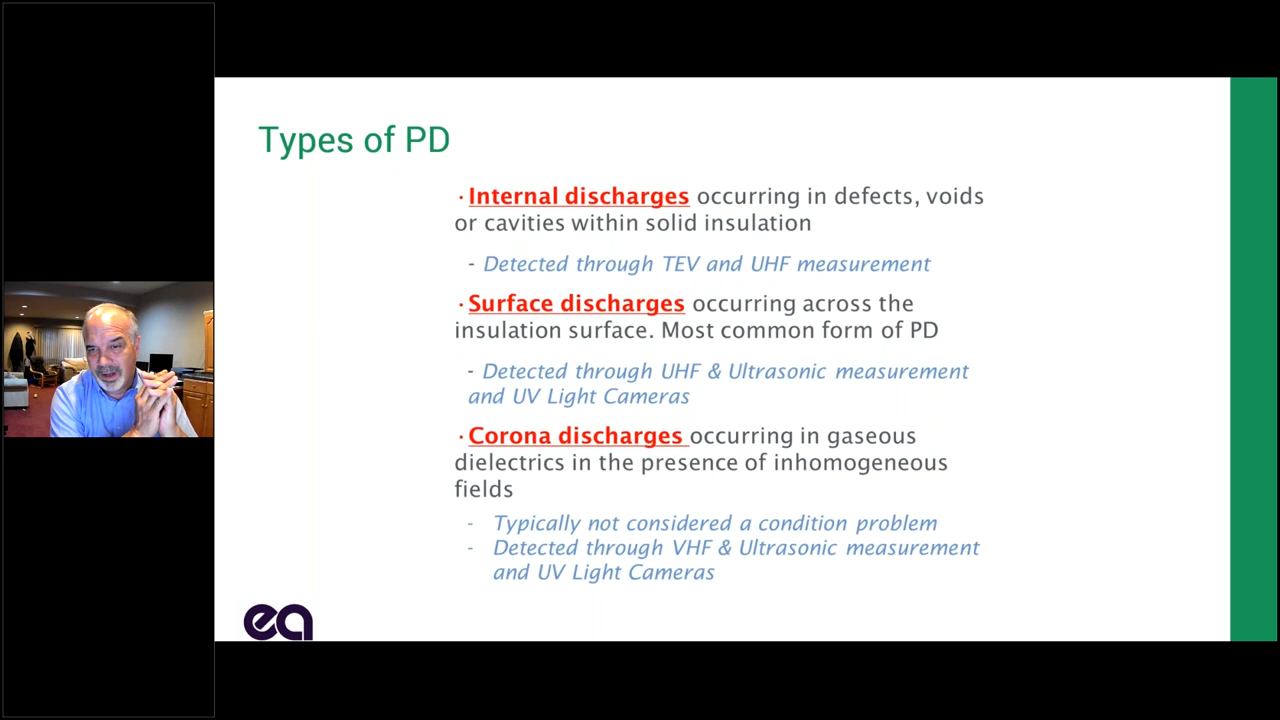 Types of PD
·Internal discharges occurring in defects, voids
or cavities within solid insulation
- Detected through TEV and UHF measurement
·Surface discharges occurring across the
insulation surface. Most common form of PD
- Detected through UHF & Ultrasonic measurement
and UV Light Cameras
·Corona discharges occurring in gaseous
dielectrics in the presence of inhomogeneous
fields
- Typically not considered a condition problem
- Detected through VHF & Ultrasonic measurement
and UV Light Cameras
ea